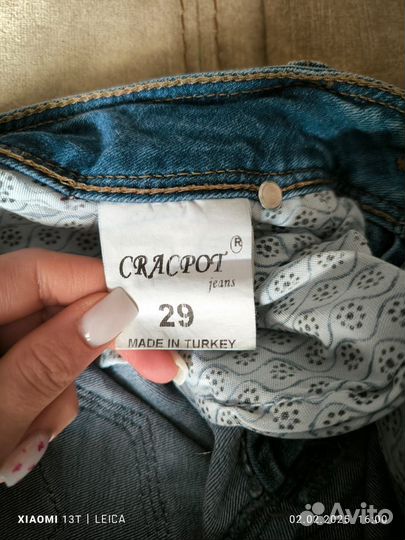 CRACPOT ®
jeans
29
MADE IN TURKEY
XIAOMI 13T | LEICA
02.02.2025 16:00
Avito